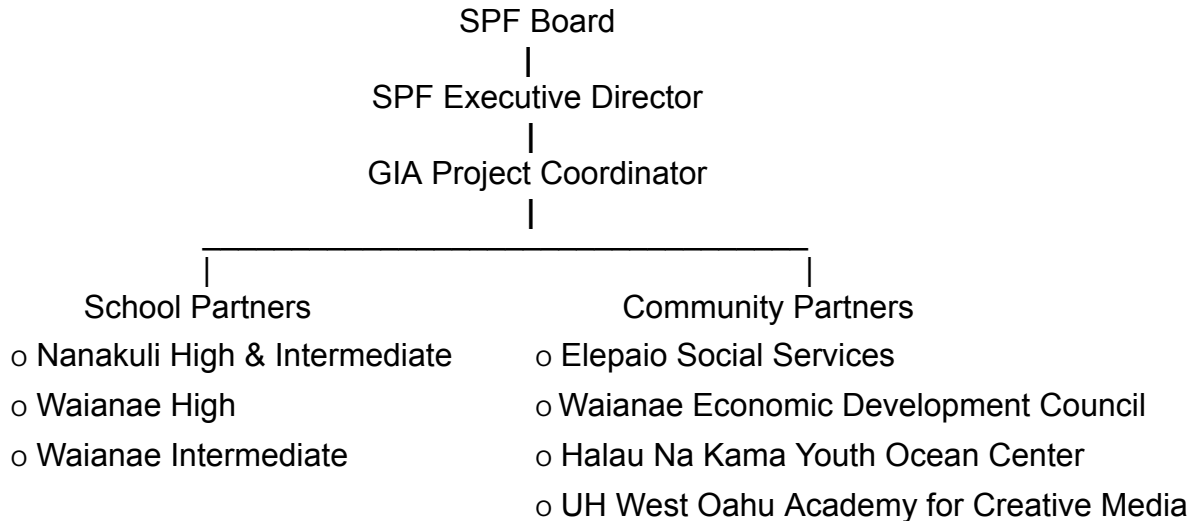 SPF Board
SPF Executive Director
GIA Project Coordinator
School Partners
o Nanakuli High & Intermediate
o Waianae High
o Waianae Intermediate
Community Partners
o Elepaio Social Services
o Waianae Economic Development Council
o Halau Na Kama Youth Ocean Center
o UH West Oahu Academy for Creative Media